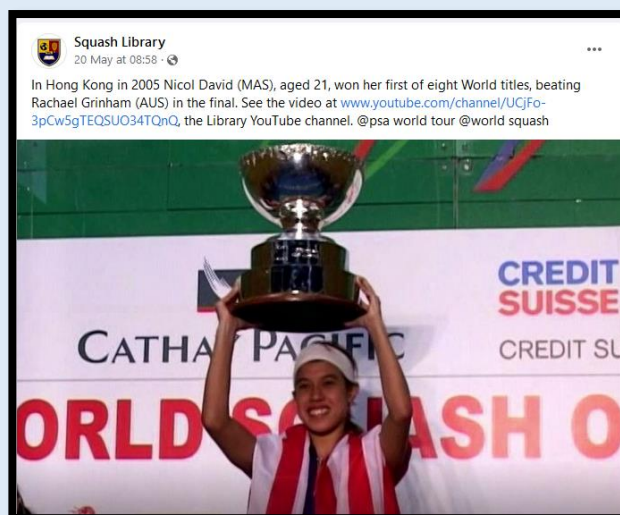 Squash Library
20 May at 08:58 ·
In Hong Kong in 2005 Nicol David (MAS), aged 21, won her first of eight World titles, beating
Rachael Grinham (AUS) in the final. See the video at www.youtube.com/channel/UCjFo-
3pCw5gTEQSUO34TQnQ, the Library YouTube channel. @psa world tour @world squash
CREDIT
SUISSE
CATHAY PACIFIC
CREDIT SU
ORLD SQUASH O